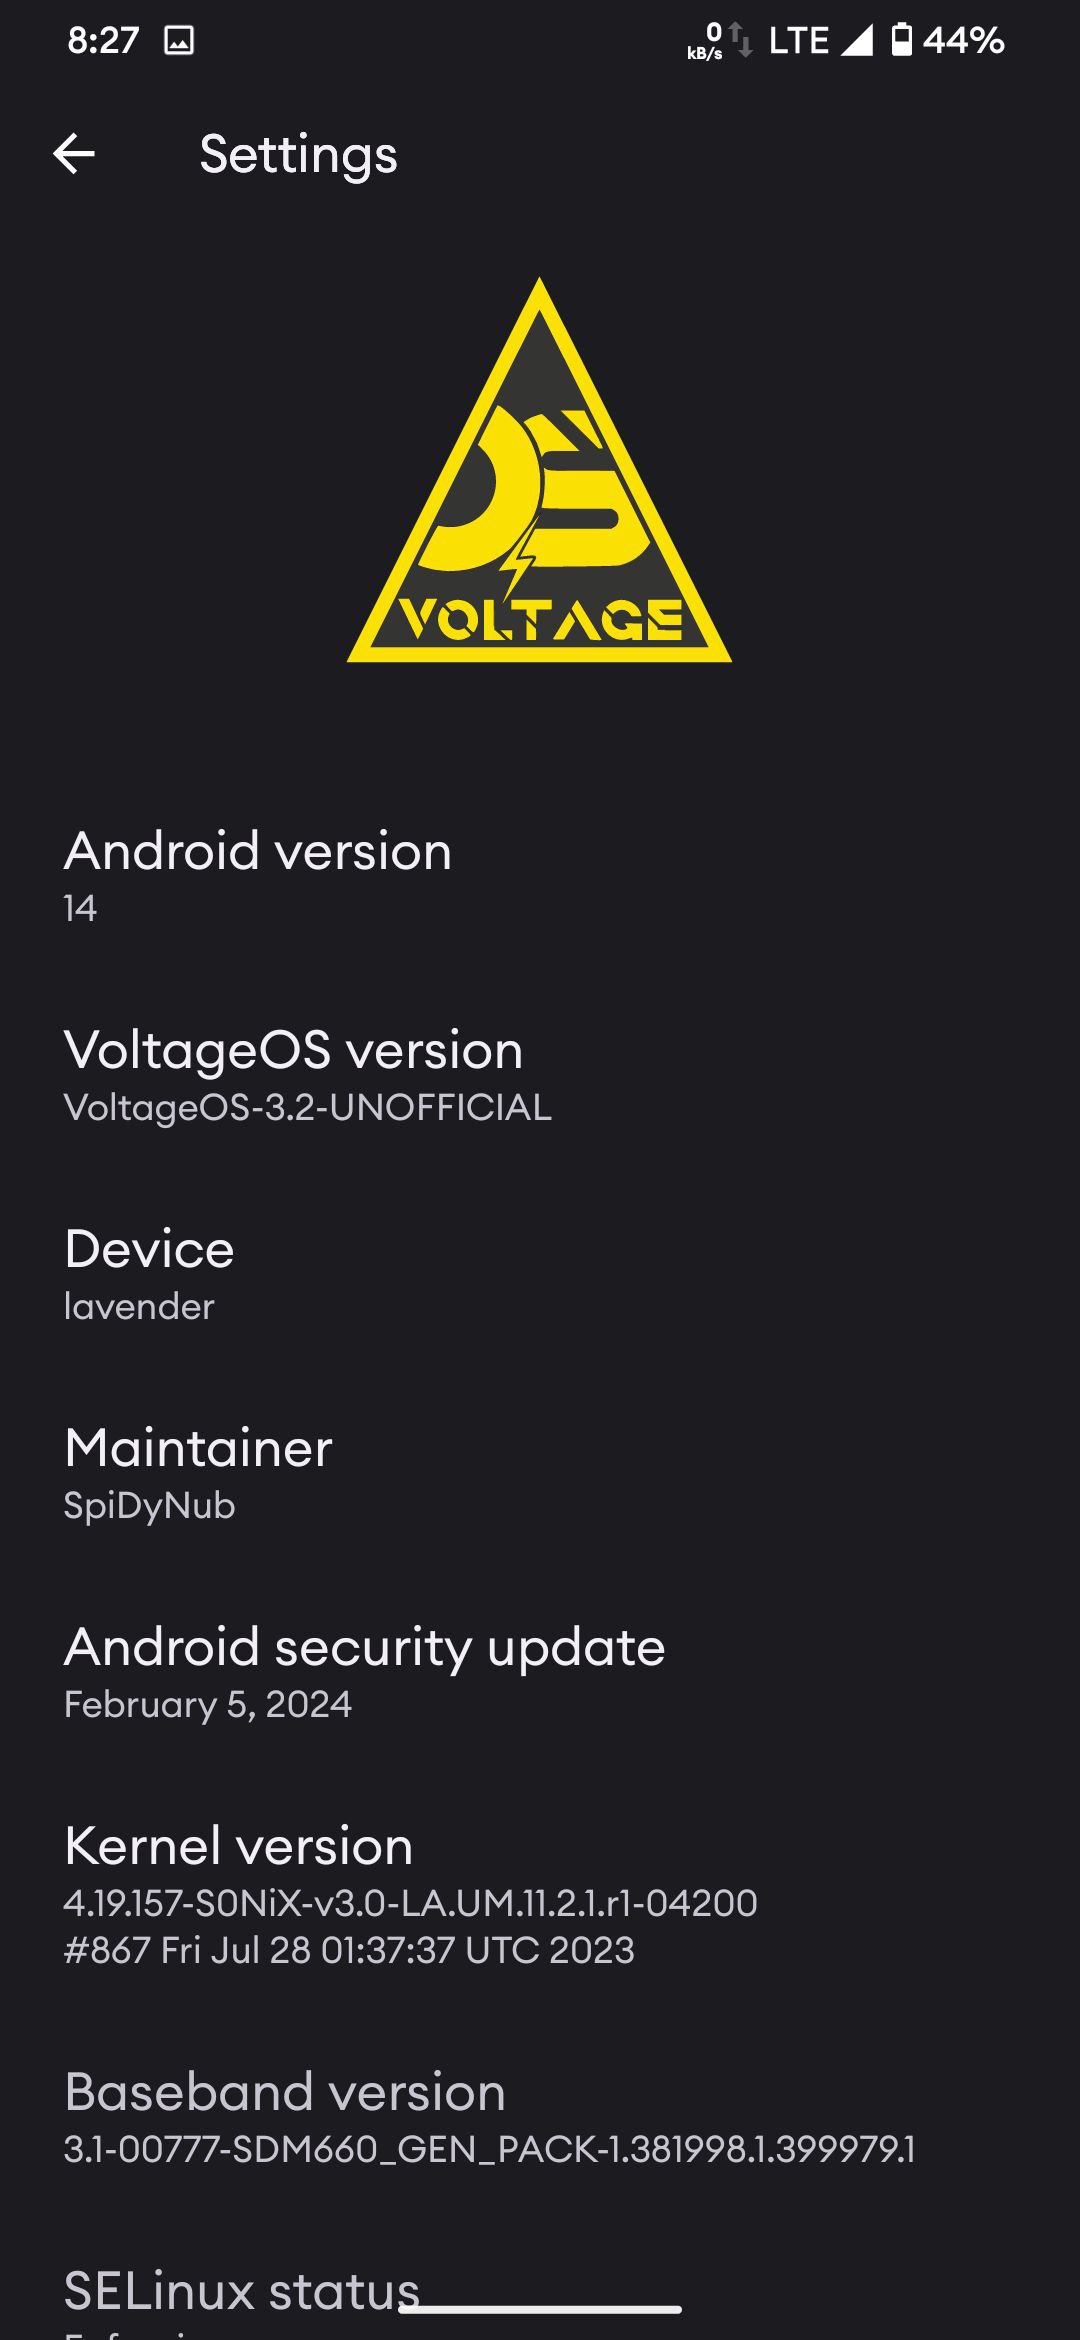 8:27 0 kB/s LTE 44%
Settings
OS
VOLTAGE
Android version
14
VoltageOS version
VoltageOS-3.2-UNOFFICIAL
Device
lavender
Maintainer
SpiDyNub
Android security update
February 5, 2024
Kernel version
4.19.157-S0NiX-v3.0-LA.UM.11.2.1.r1-04200
#867 Fri Jul 28 01:37:37 UTC 2023
Baseband version
3.1-00777-SDM660_GEN_PACK-1.381998.1.399979.1
SELinux status